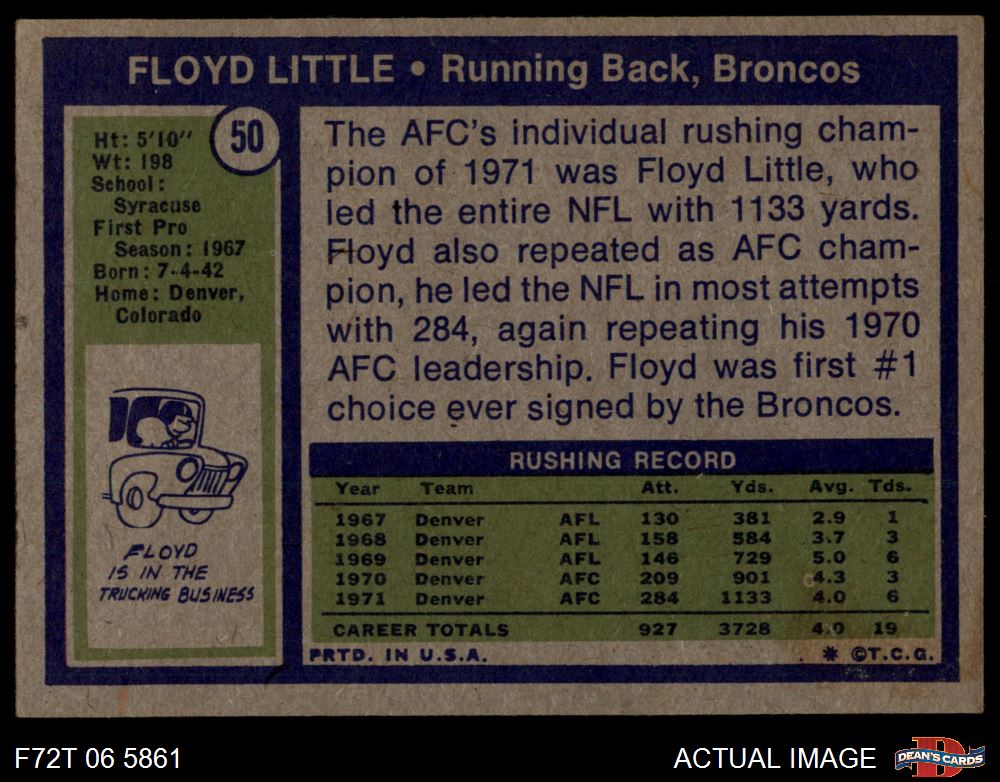 FLOYD LITTLE • Running Back, Broncos
50
Ht: 5'10''
Wt: 198
School:
Syracuse
First Pro
Season: 1967
Born: 7-4-42
Home: Denver,
Colorado
FLOYD
IS IN THE
TRUCKING BUSINESS
The AFC's individual rushing cham-
pion of 1971 was Floyd Little, who
led the entire NFL with 1133 yards.
Floyd also repeated as AFC cham-
pion, he led the NFL in most attempts
with 284, again repeating his 1970
AFC leadership. Floyd was first #1
choice ever signed by the Broncos.
RUSHING RECORD
Year Team Att. Yds. Avg. Tds.
1967 Denver AFL 130 381 2.9 1
1968 Denver AFL 158 584 3.7 3
1969 Denver AFL 146 729 5.0 6
1970 Denver AFC 209 901 4.3 3
1971 Denver AFC 284 1133 4.0 6
CAREER TOTALS 927 3728 4.0 19
PRTD. IN U.S.A. * ©T.C.G.
F72T 06 5861
ACTUAL IMAGE
D
DEAN'S CARDS